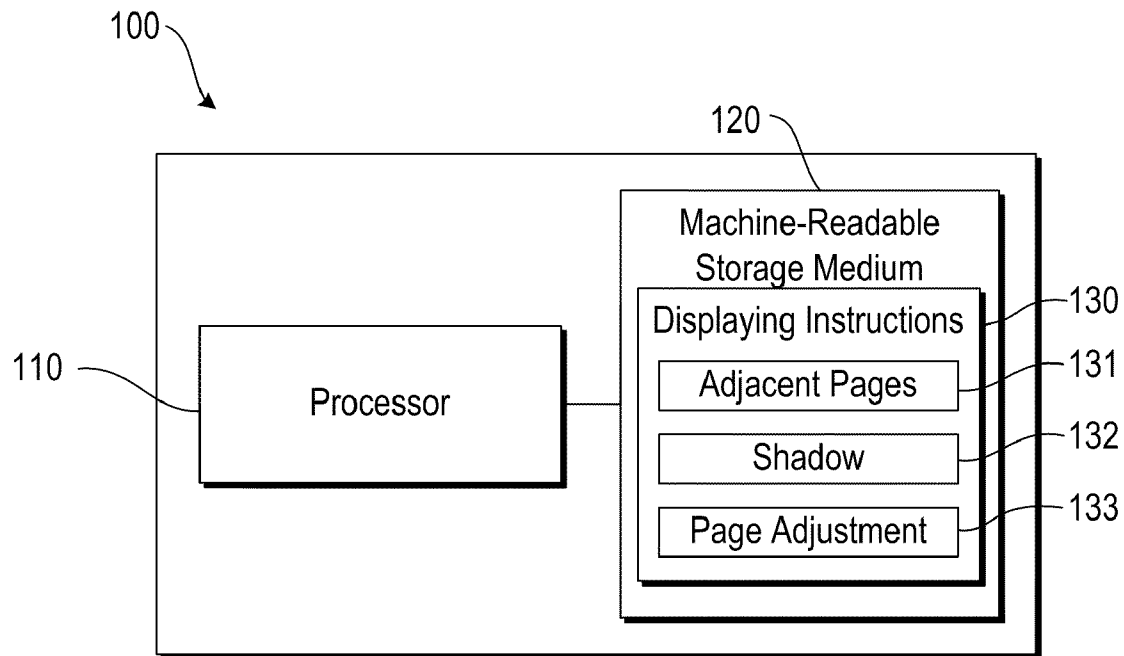 100
120
Machine-Readable
Storage Medium
Displaying Instructions
130
110
Processor
Adjacent Pages
131
Shadow
132
Page Adjustment
133